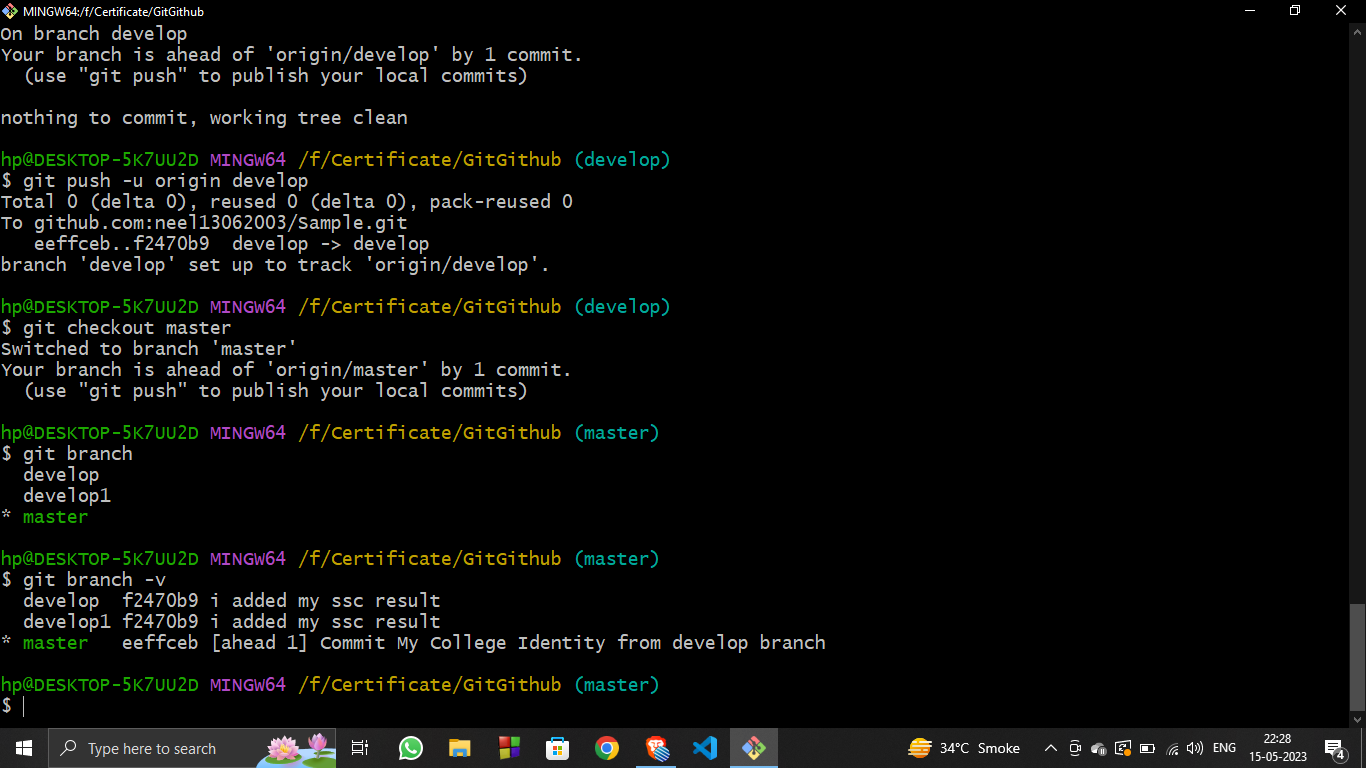 MINGW64:/f/Certificate/GitGithub
On branch develop
Your branch is ahead of 'origin/develop' by 1 commit.
  (use "git push" to publish your local commits)
nothing to commit, working tree clean
hp@DESKTOP-5K7UU2D MINGW64 /f/Certificate/GitGithub (develop)
$ git push -u origin develop
Total 0 (delta 0), reused 0 (delta 0), pack-reused 0
To github.com:neel13062003/Sample.git
   eeffceb..f2470b9  develop -> develop
branch 'develop' set up to track 'origin/develop'.
hp@DESKTOP-5K7UU2D MINGW64 /f/Certificate/GitGithub (develop)
$ git checkout master
Switched to branch 'master'
Your branch is ahead of 'origin/master' by 1 commit.
  (use "git push" to publish your local commits)
hp@DESKTOP-5K7UU2D MINGW64 /f/Certificate/GitGithub (master)
$ git branch
  develop
  develop1
* master
hp@DESKTOP-5K7UU2D MINGW64 /f/Certificate/GitGithub (master)
$ git branch -v
  develop  f2470b9 i added my ssc result
  develop1 f2470b9 i added my ssc result
* master   eeffceb [ahead 1] Commit My College Identity from develop branch
hp@DESKTOP-5K7UU2D MINGW64 /f/Certificate/GitGithub (master)
$
Type here to search
34°C Smoke
ENG
22:28
15-05-2023
4